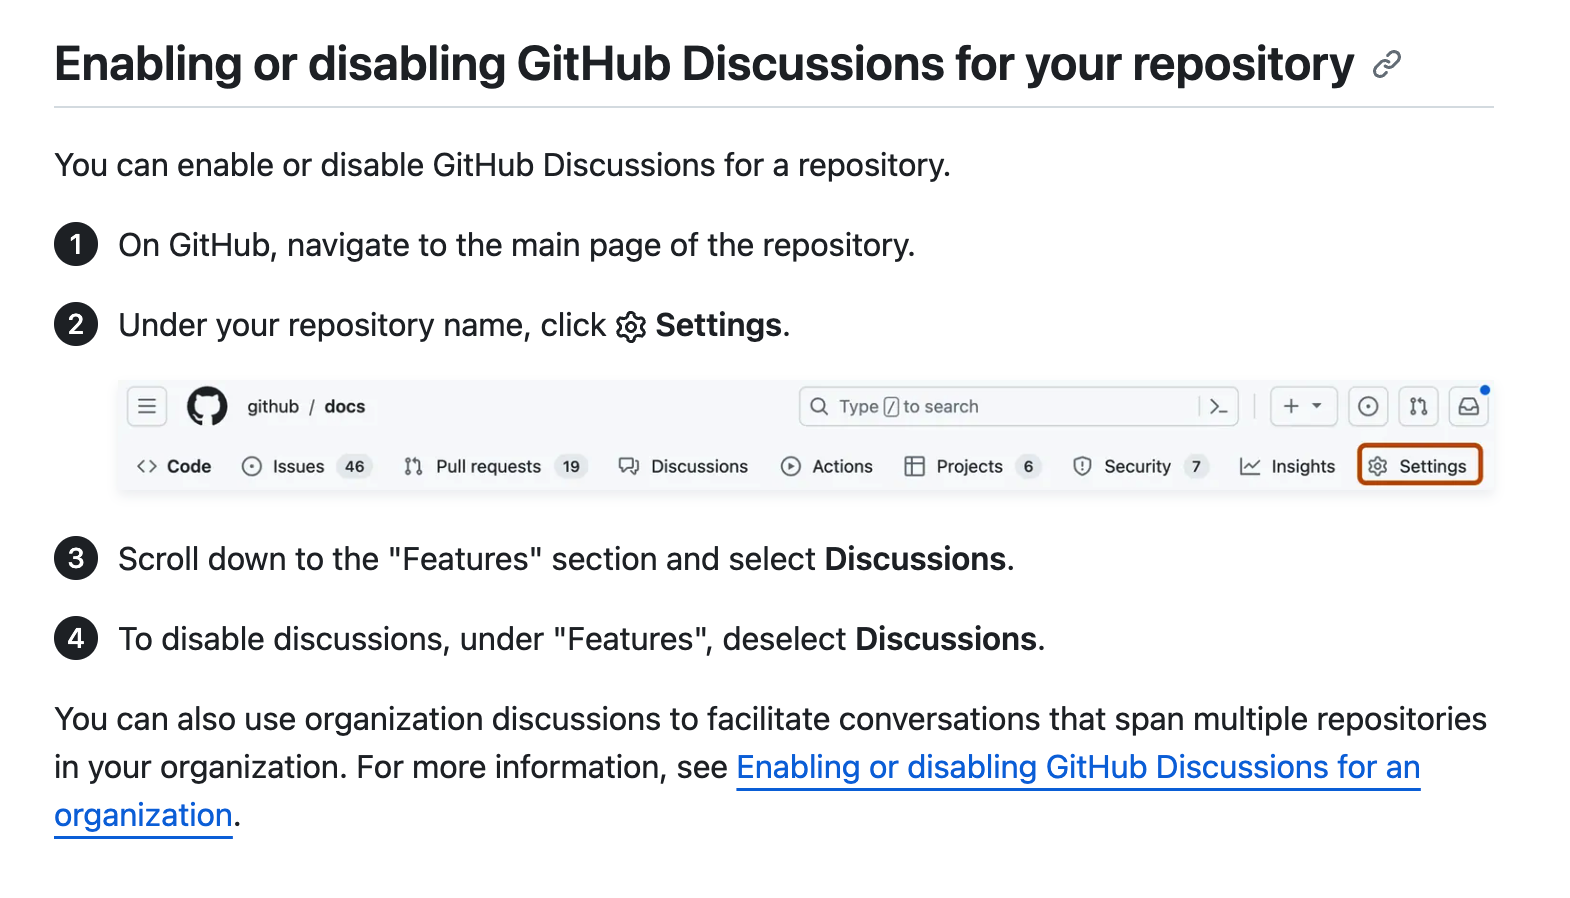 Enabling or disabling GitHub Discussions for your repository
You can enable or disable GitHub Discussions for a repository.
1 On GitHub, navigate to the main page of the repository.
2 Under your repository name, click Settings.
github / docs
Type / to search
Code Issues 46 Pull requests 19 Discussions Actions Projects 6 Security 7 Insights Settings
3 Scroll down to the "Features" section and select Discussions.
4 To disable discussions, under "Features", deselect Discussions.
You can also use organization discussions to facilitate conversations that span multiple repositories
in your organization. For more information, see Enabling or disabling GitHub Discussions for an
organization.